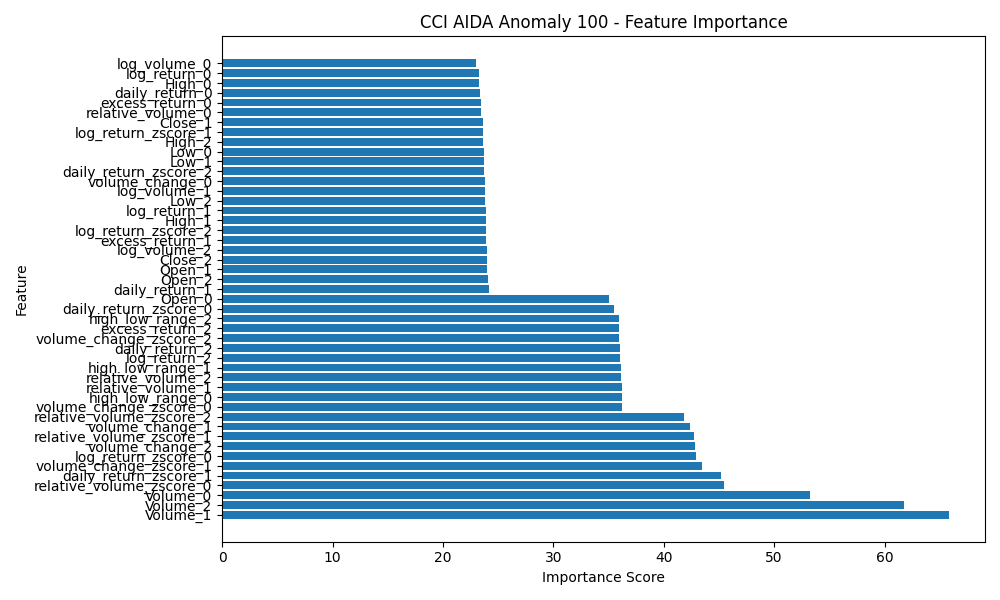 CCI AIDA Anomaly 100 - Feature Importance
log_volume_0
log_return_0
High_0
daily_return_0
excess_return_0
relative_volume_0
Close_1
log_return_zscore_1
High_2
Low_0
Low_1
daily_return_zscore_2
volume_change_0
log_volume_1
Low_2
log_return_1
High_1
log_return_zscore_2
excess_return_1
log_volume_2
Close_2
Open_1
Open_2
daily_return_1
Open_0
daily_return_zscore_0
high_low_range_2
excess_return_2
volume_change_zscore_2
daily_return_2
log_return_2
high_low_range_1
relative_volume_2
relative_volume_1
high_low_range_0
volume_change_zscore_0
relative_volume_zscore_2
volume_change_1
relative_volume_zscore_1
volume_change_2
log_return_zscore_0
volume_change_zscore_1
daily_return_zscore_1
relative_volume_zscore_0
Volume_0
Volume_2
Volume_1
Feature
0 10 20 30 40 50 60
Importance Score